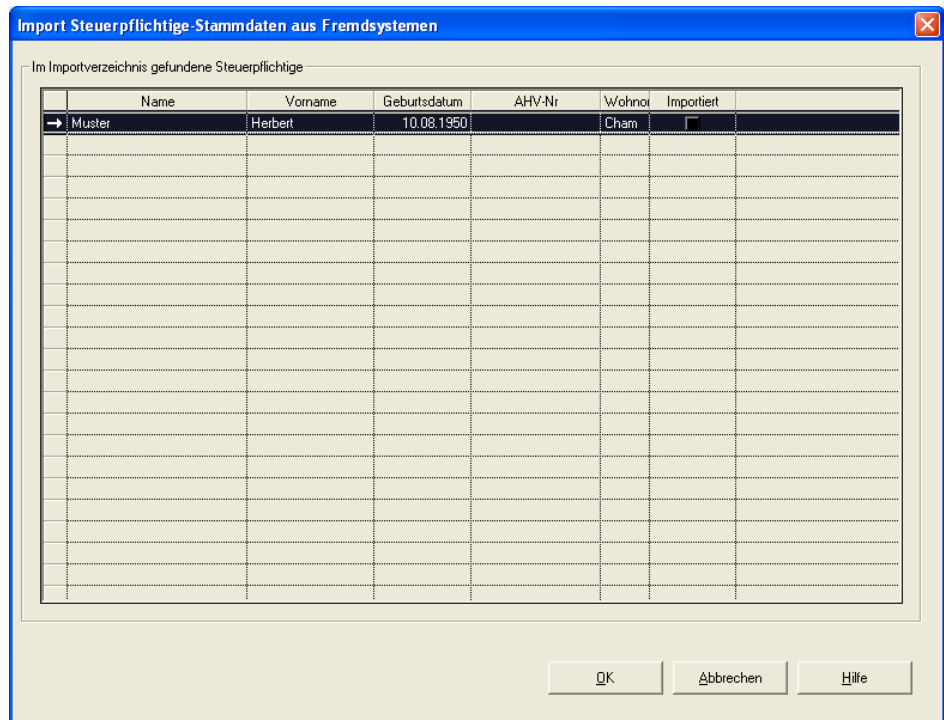 Import Steuerpflichtige-Stammdaten aus Fremdsystemen
Im Importverzeichnis gefundene Steuerpflichtige
Name Vorname Geburtsdatum AHV-Nr Wohnor Importiert
Muster Herbert 10.08.1950 Cham
OK Abbrechen Hilfe